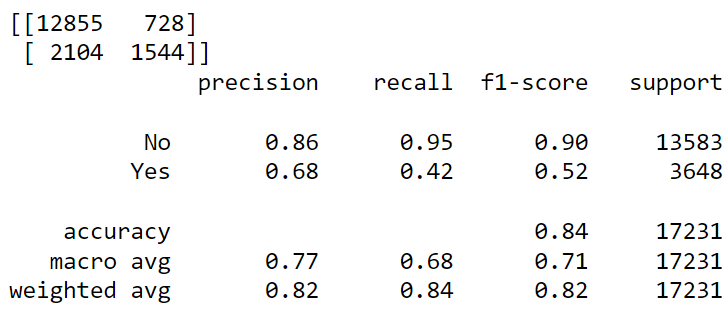 [[12855 728]
[ 2104 1544]]
precision recall f1-score support
No 0.86 0.95 0.90 13583
Yes 0.68 0.42 0.52 3648
accuracy 0.84 17231
macro avg 0.77 0.68 0.71 17231
weighted avg 0.82 0.84 0.82 17231